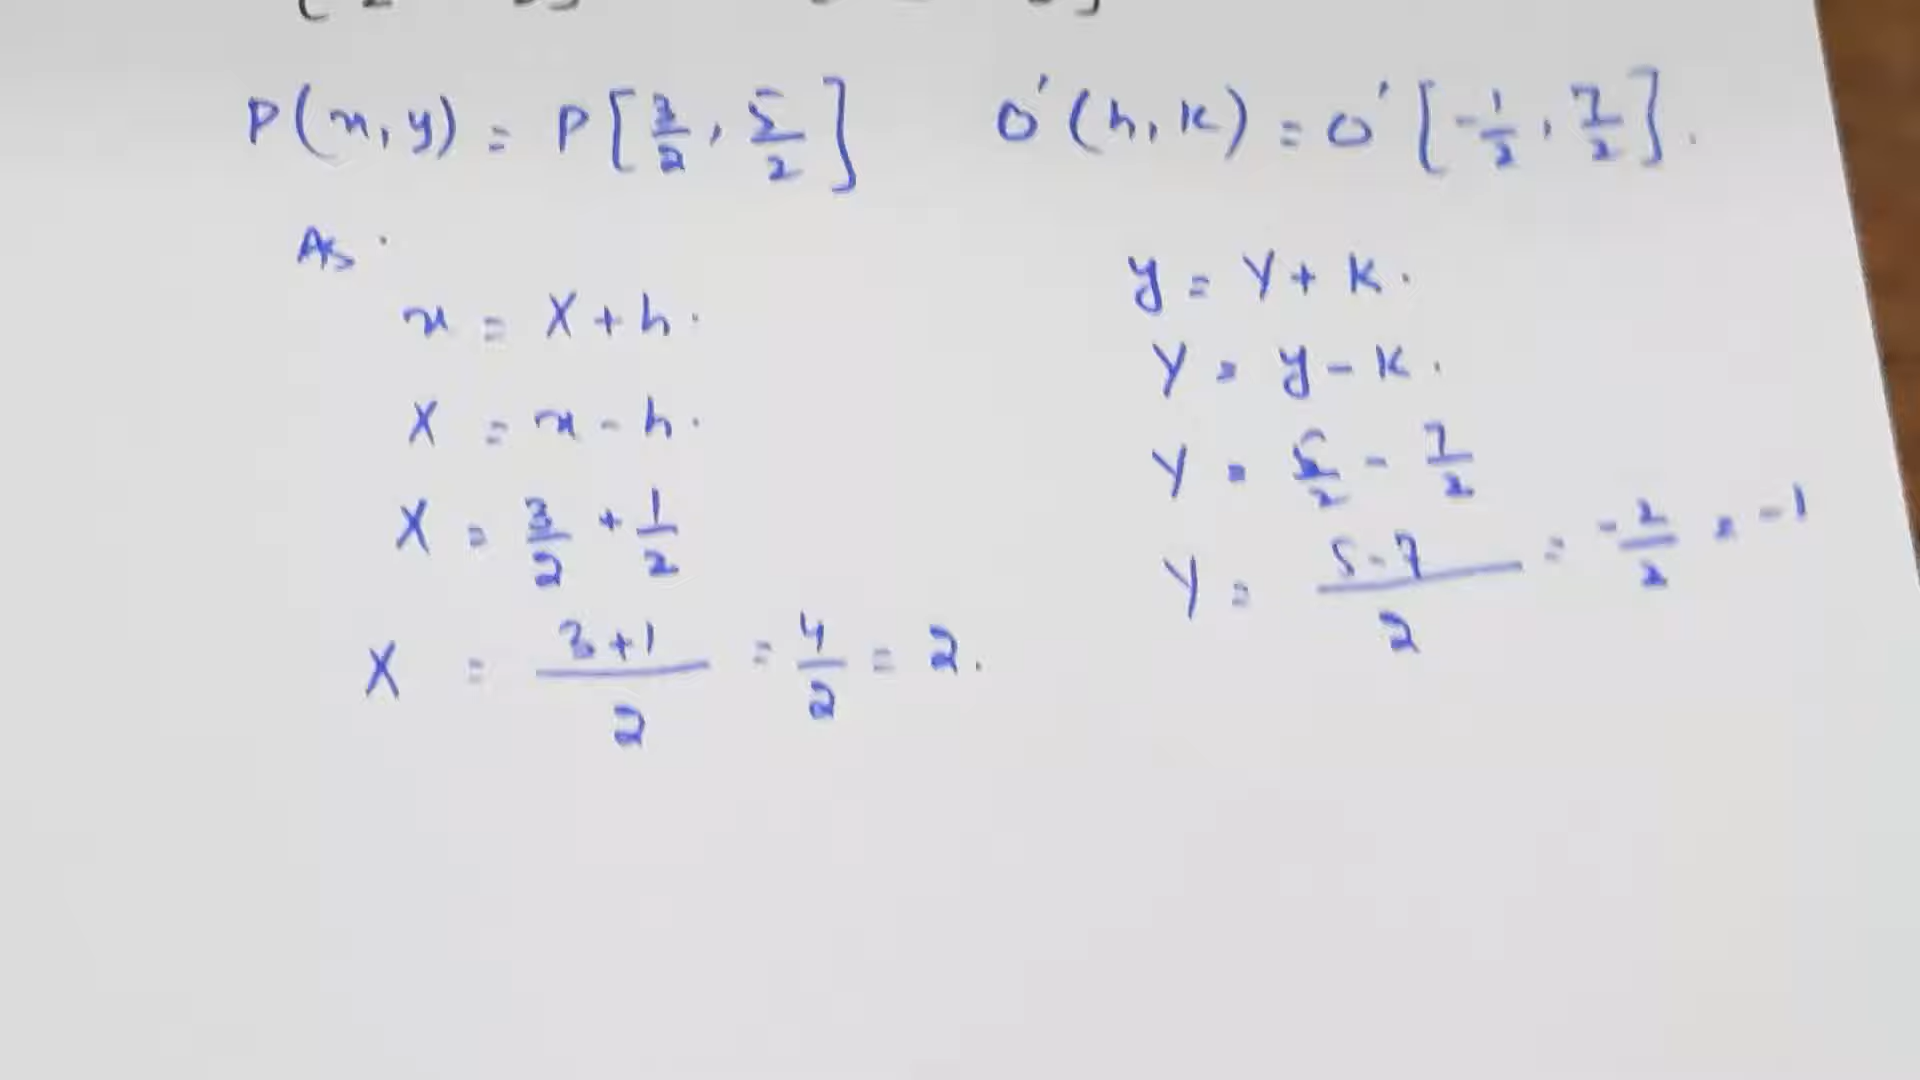 P(x,y) = P[3/2, 5/2]
O'(h,k) = O'[-1/2, 7/2].
As
x = X + h.
X = x - h.
X = 3/2 + 1/2
X = 3+1/2 = 4/2 = 2.
y = Y + k.
Y = y - k.
Y = 5/2 - 7/2
Y = 5-7/2 = -2/2 = -1